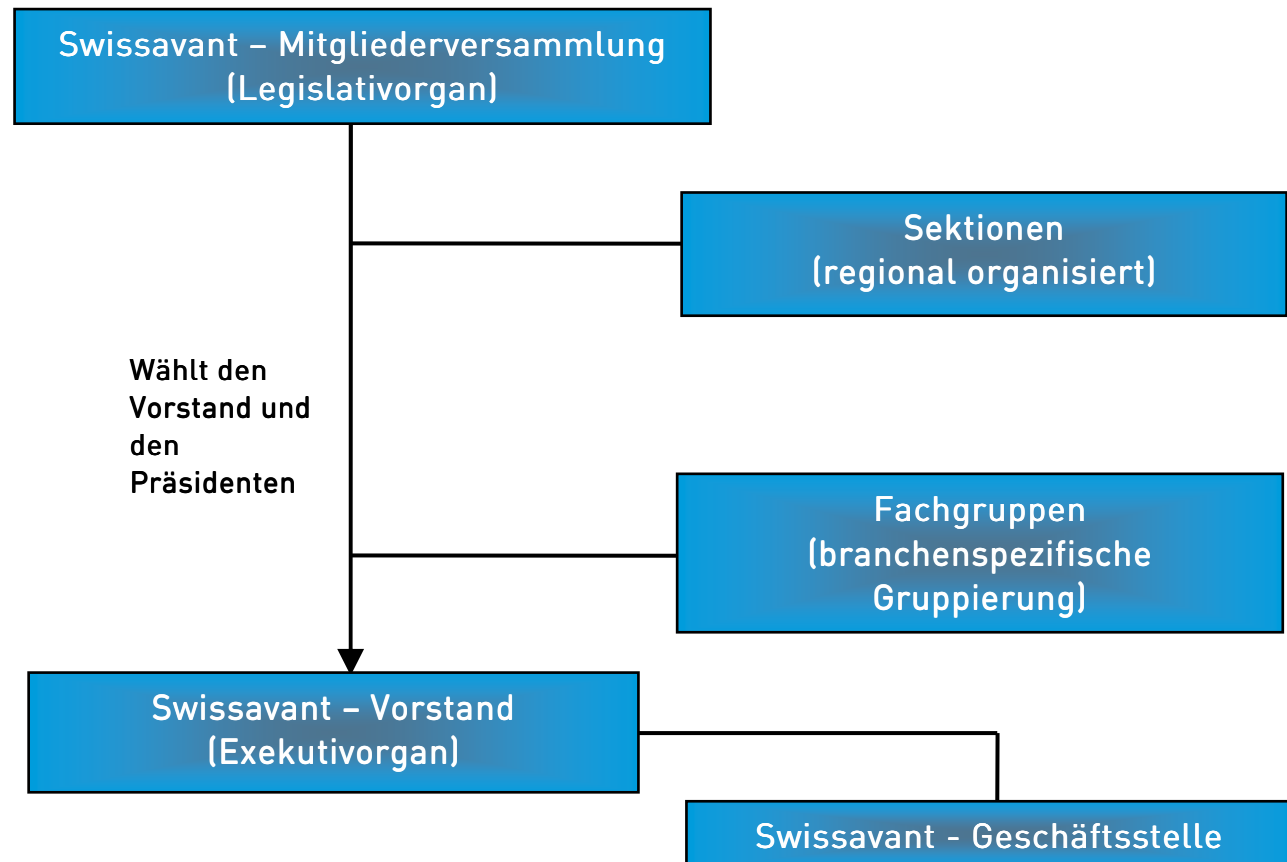 Swissavant – Mitgliederversammlung
(Legislativorgan)
Sektionen
(regional organisiert)
Wählt den
Vorstand und
den
Präsidenten
Fachgruppen
(branchenspezifische
Gruppierung)
Swissavant – Vorstand
(Exekutivorgan)
Swissavant - Geschäftsstelle